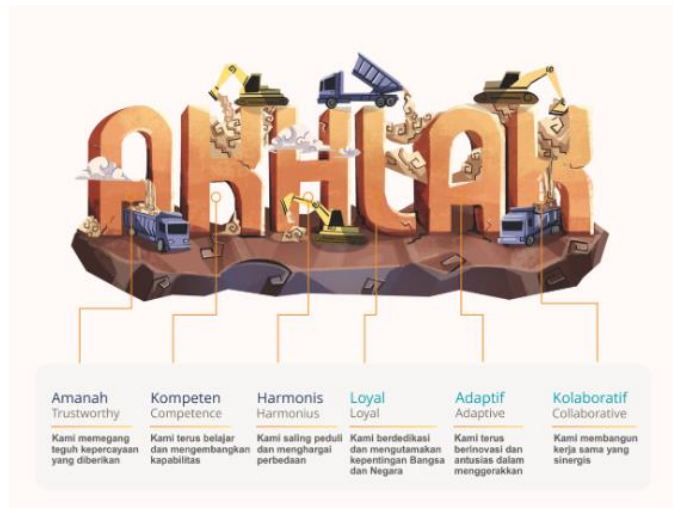 AKHLAK
Amanah
Trustworthy
Kami memegang
teguh kepercayaan
yang diberikan
Kompeten
Competence
Kami terus belajar
dan mengembangkan
kapabilitas
Harmonis
Harmonius
Kami saling peduli
dan menghargai
perbedaan
Loyal
Loyal
Kami berdedikasi
dan mengutamakan
kepentingan Bangsa
dan Negara
Adaptif
Adaptive
Kami terus
berinovasi dan
antusias dalam
menggerakkan
Kolaboratif
Collaborative
Kami membangun
kerja sama yang
sinergis